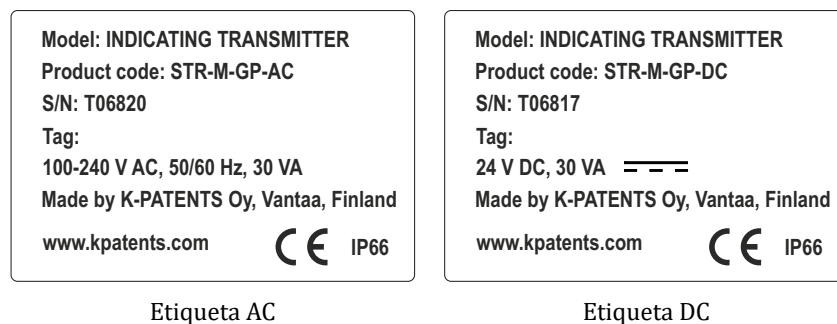 Model: INDICATING TRANSMITTER
Product code: STR-M-GP-AC
S/N: T06820
Tag:
100-240 V AC, 50/60 Hz, 30 VA
Made by K-PATENTS Oy, Vantaa, Finland
www.kpatents.com CE IP66
Etiqueta AC
Model: INDICATING TRANSMITTER
Product code: STR-M-GP-DC
S/N: T06817
Tag:
24 V DC, 30 VA
Made by K-PATENTS Oy, Vantaa, Finland
www.kpatents.com CE IP66
Etiqueta DC